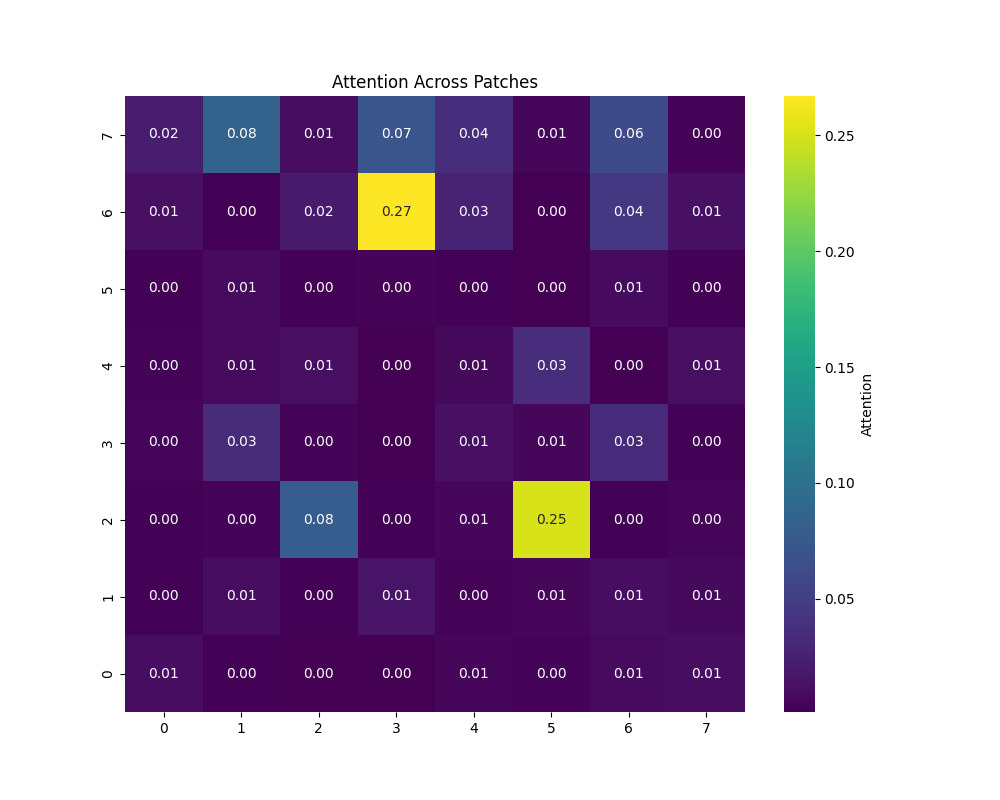 Attention Across Patches
7 0.02 0.08 0.01 0.07 0.04 0.01 0.06 0.00
6 0.01 0.00 0.02 0.27 0.03 0.00 0.04 0.01
5 0.00 0.01 0.00 0.00 0.00 0.00 0.01 0.00
4 0.00 0.01 0.01 0.00 0.01 0.03 0.00 0.01
3 0.00 0.03 0.00 0.00 0.01 0.01 0.03 0.00
2 0.00 0.00 0.08 0.00 0.01 0.25 0.00 0.00
1 0.00 0.01 0.00 0.01 0.00 0.01 0.01 0.01
0 0.01 0.00 0.00 0.00 0.01 0.00 0.01 0.01
0 1 2 3 4 5 6 7
0.25
0.20
0.15
0.10
0.05
Attention